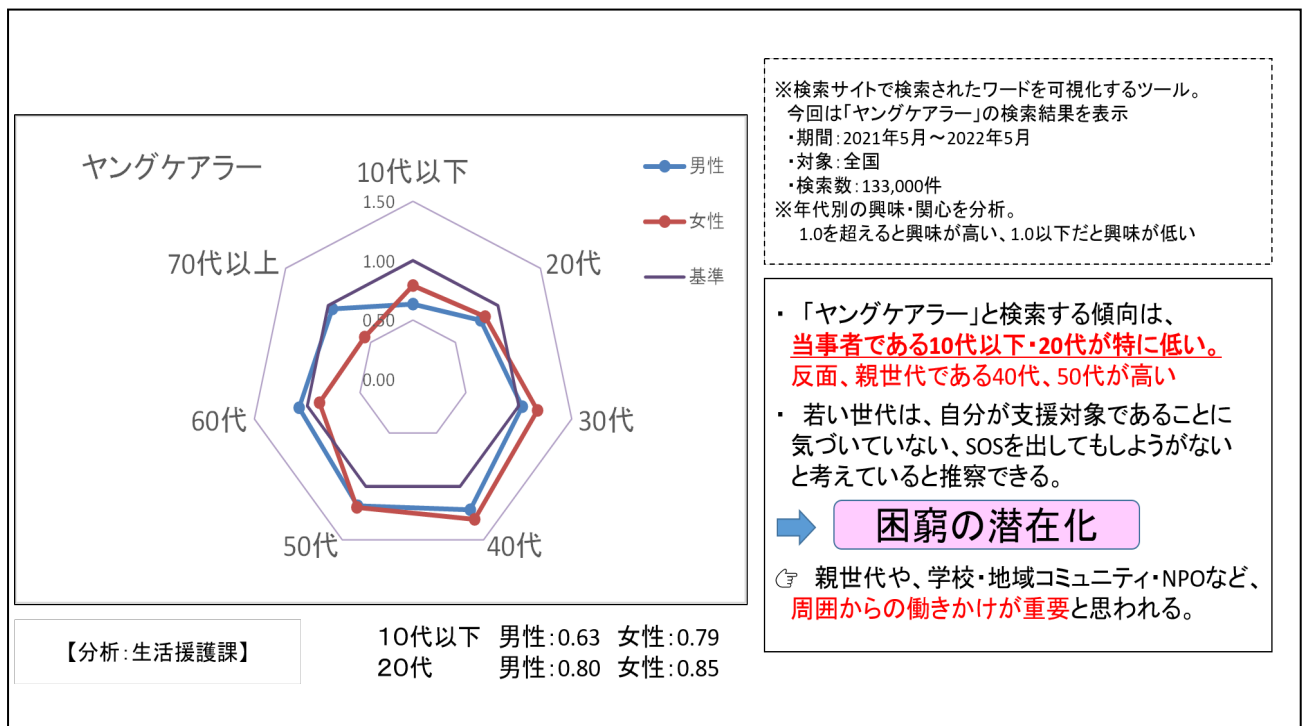 ヤングケアラー
10代以下
1.50
1.00
0.50
0.00
20代
30代
40代
50代
60代
70代以上
男性
女性
基準
【分析：生活援護課】
10代以下　男性：0.63　女性：0.79
20代　男性：0.80　女性：0.85
※検索サイトで検索されたワードを可視化するツール。
今回は「ヤングケアラー」の検索結果を表示
・期間：2021年5月～2022年5月
・対象：全国
・検索数：133,000件
※年代別の興味・関心を分析。
1.0を超えると興味が高い、1.0以下だと興味が低い
・「ヤングケアラー」と検索する傾向は、
当事者である10代以下・20代が特に低い。
反面、親世代である40代、50代が高い
・ 若い世代は、自分が支援対象であることに
気づいていない、SOSを出してもしようがない
と考えていると推察できる。
困窮の潜在化
☞ 親世代や、学校・地域コミュニティ・NPOなど、
周囲からの働きかけが重要と思われる。